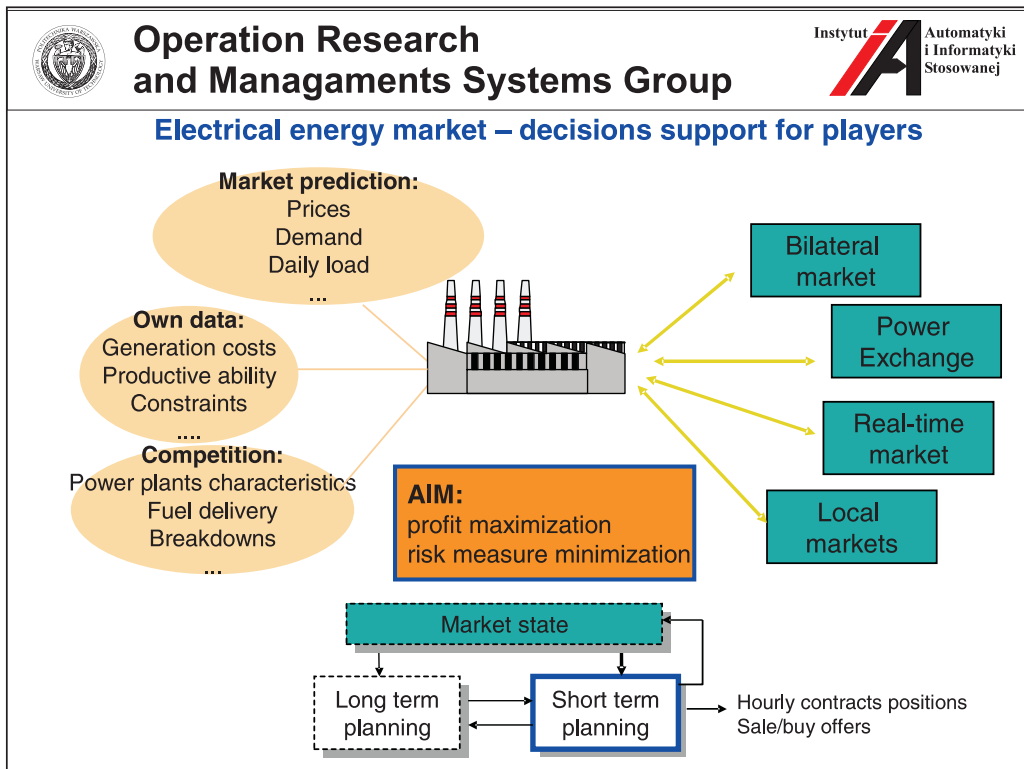 Operation Research
and Managaments Systems Group
Instytut
Automatyki
i Informatyki
Stosowanej
Electrical energy market – decisions support for players
Market prediction:
Prices
Demand
Daily load
...
Own data:
Generation costs
Productive ability
Constraints
....
Competition:
Power plants characteristics
Fuel delivery
Breakdowns
...
Bilateral
market
Power
Exchange
Real-time
market
Local
markets
AIM:
profit maximization
risk measure minimization
Market state
Long term
planning
Short term
planning
Hourly contracts positions
Sale/buy offers